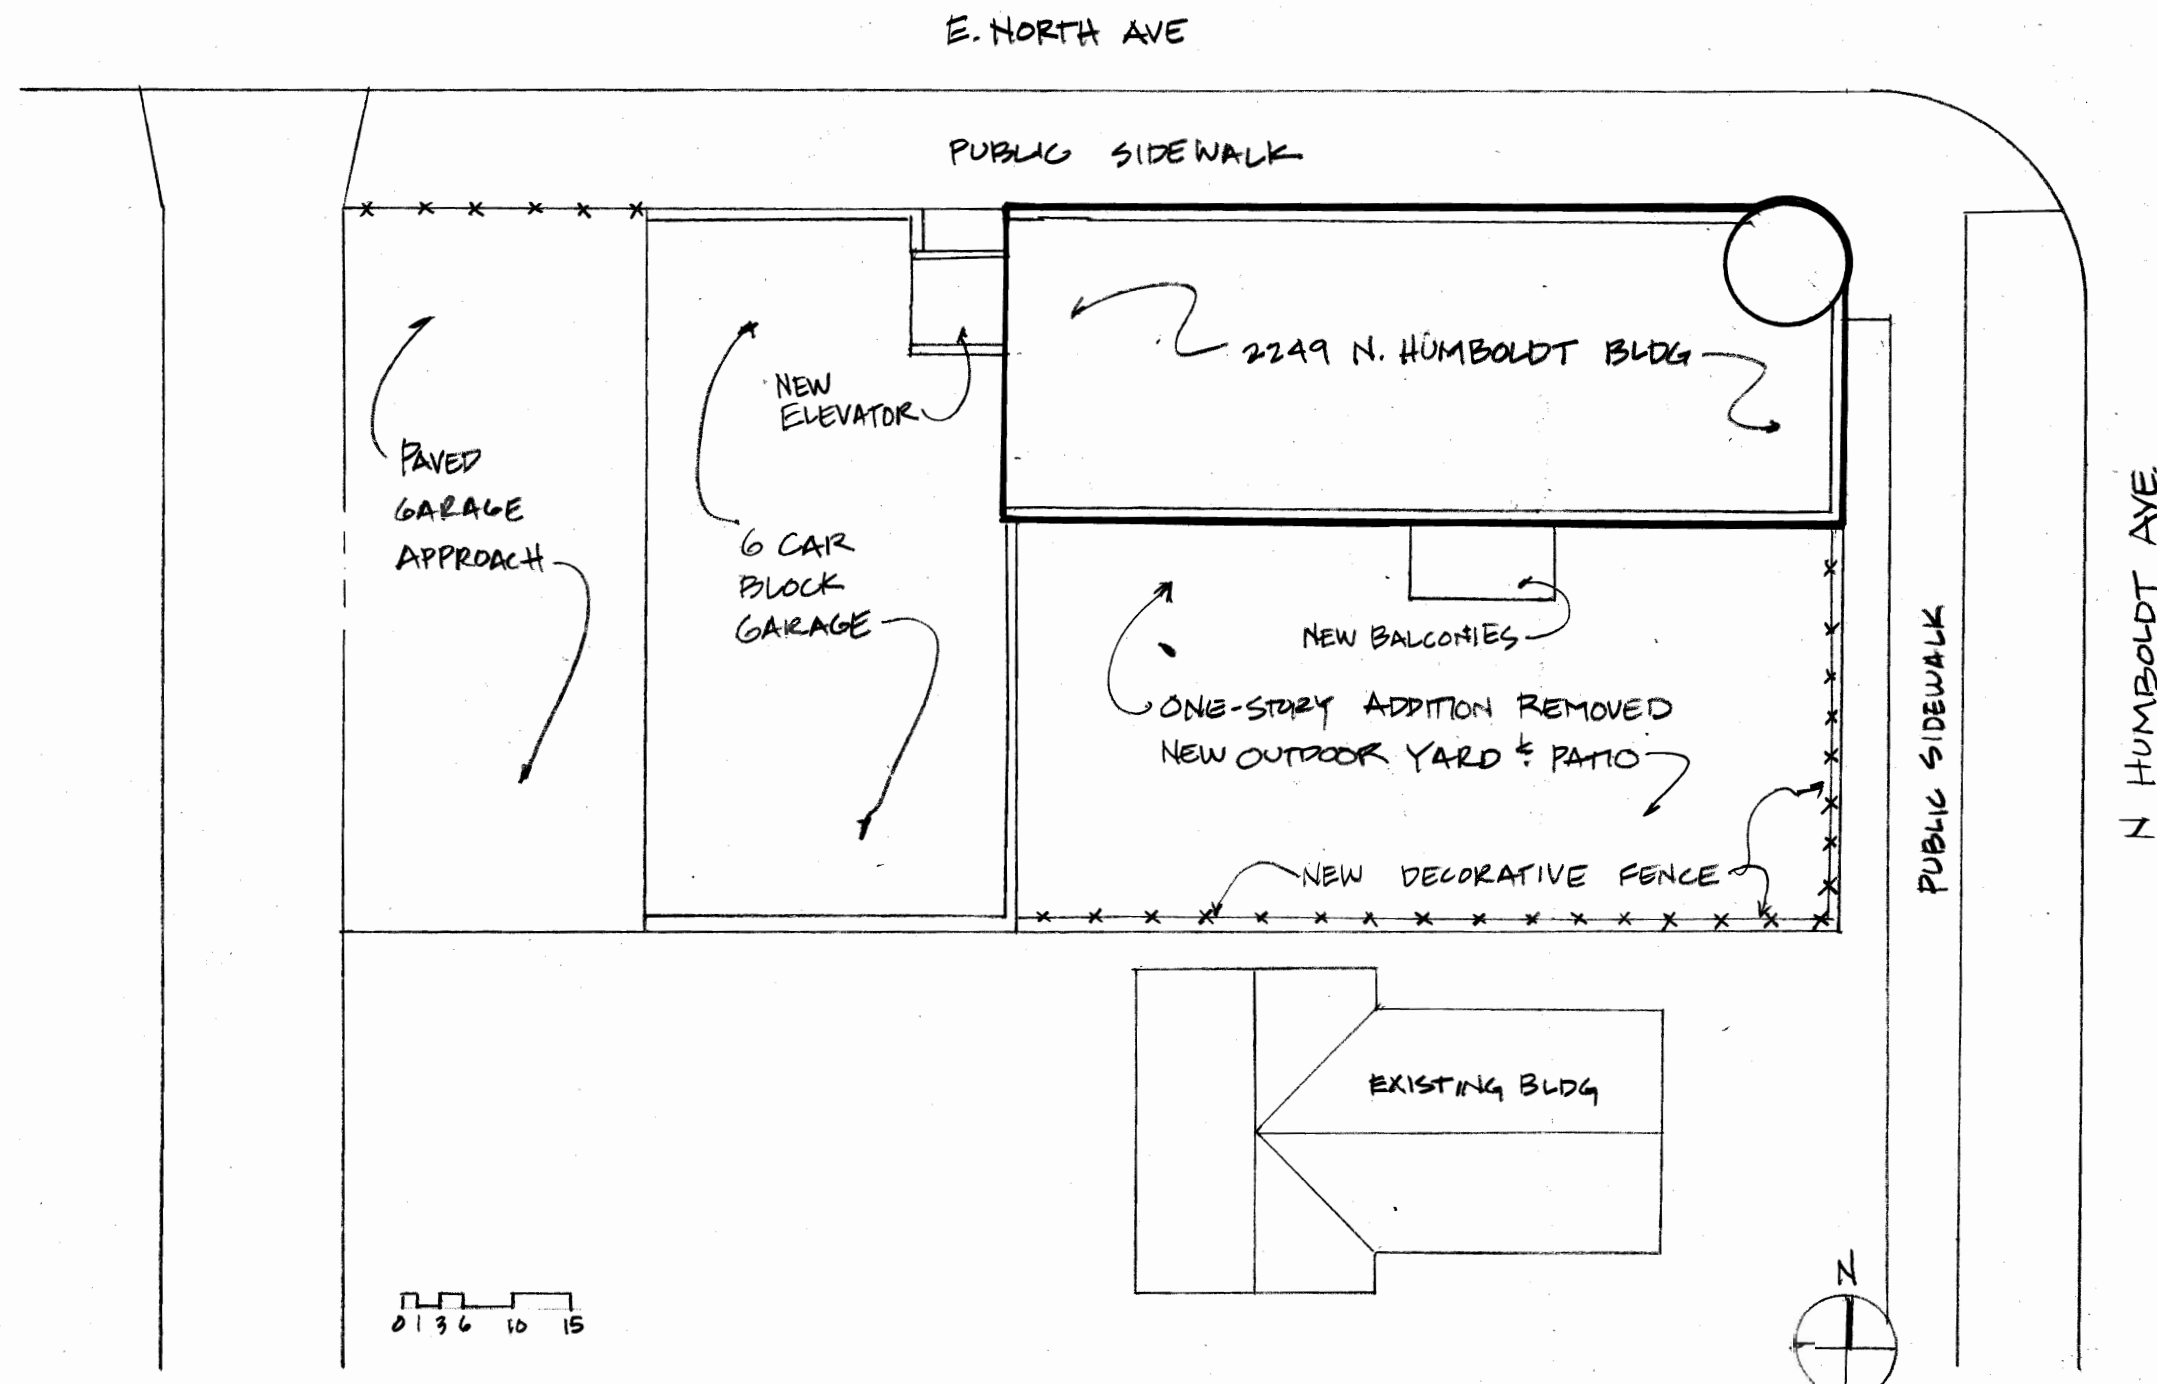 E. NORTH AVE
PUBLIC SIDEWALK
2249 N. HUMBOLDT BLDG
NEW
ELEVATOR
PAVED
GARAGE
APPROACH
6 CAR
BLOCK
GARAGE
NEW BALCONIES
ONE-STORY ADDITION REMOVED
NEW OUTDOOR YARD & PATIO
NEW DECORATIVE FENCE
PUBLIC SIDEWALK
N HUMBOLDT AVE.
EXISTING BLDG
N
0 1 3 6 10 15